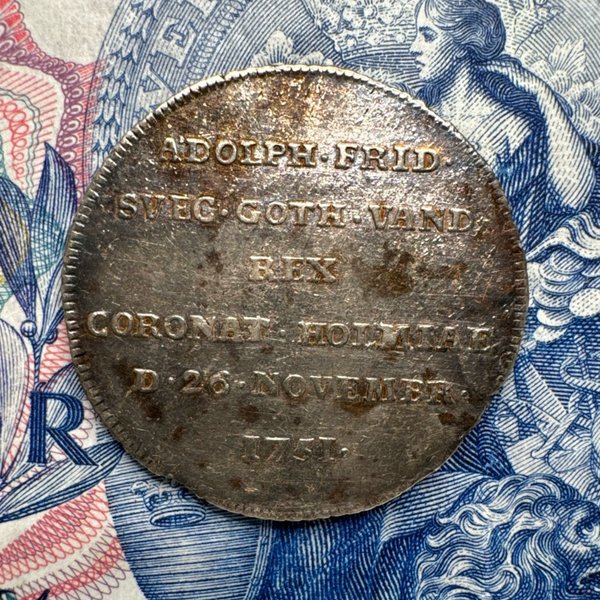 ADOLPH·FRID·
SVEC·GOTH·VAND·
REX
CORONAT·HOLMIAE
D·26·NOVEMBR·
1751.
R